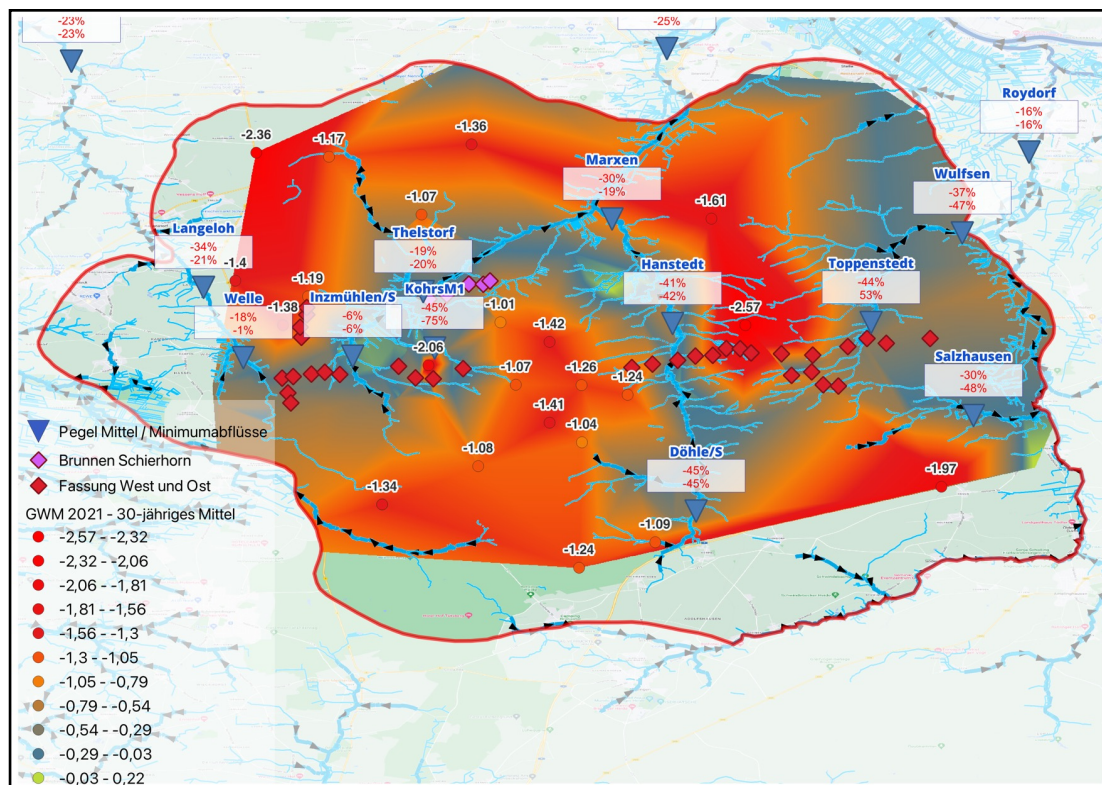 -23%
-23%
-25%
Roydorf
-16%
-16%
-2.36
-1.17
-1.36
Marxen
-30%
-19%
-1.07
-1.61
Wulfsen
-37%
-47%
Langeloh
-34%
-21%
-1.4
Thelstorf
-19%
-20%
Hanstedt
-41%
-42%
Toppenstedt
-44%
53%
-1.19
-1.38
Welle
-18%
-1%
Inzmühlen/S
-6%
-6%
KohrsM1
-45%
-75%
-1.01
-2.57
-1.42
-2.06
-1.07
-1.26
-1.24
Salzhausen
-30%
-48%
-1.41
-1.04
-1.08
Döhle/S
-45%
-45%
-1.97
-1.34
-1.09
-1.24
Pegel Mittel / Minimumabflüsse
Brunnen Schierhorn
Fassung West und Ost
GWM 2021 - 30-jähriges Mittel
-2,57 - -2,32
-2,32 - -2,06
-2,06 - -1,81
-1,81 - -1,56
-1,56 - -1,3
-1,3 - -1,05
-1,05 - -0,79
-0,79 - -0,54
-0,54 - -0,29
-0,29 - -0,03
-0,03 - 0,22